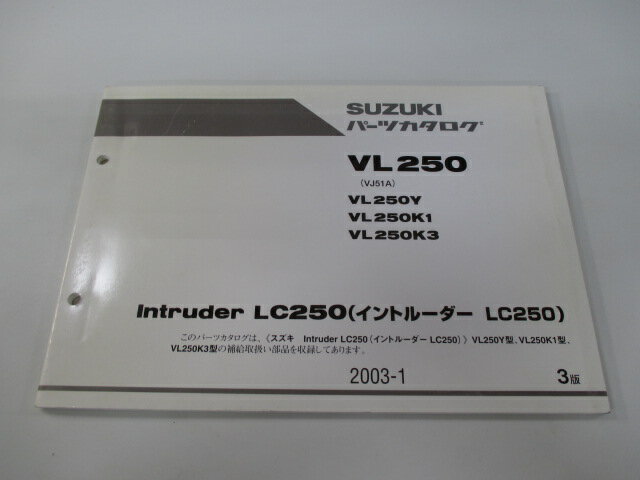 SUZUKI
パーツカタログ
VL250
(VJ51A)
VL250Y
VL250K1
VL250K3
Intruder LC250(イントルーダー LC250)
このパーツカタログは、《スズキ Intruder LC250(イントルーダー LC250)》VL250Y型、VL250K1型、
VL250K3型の補給取扱い部品を収録してあります。
2003-1 3版